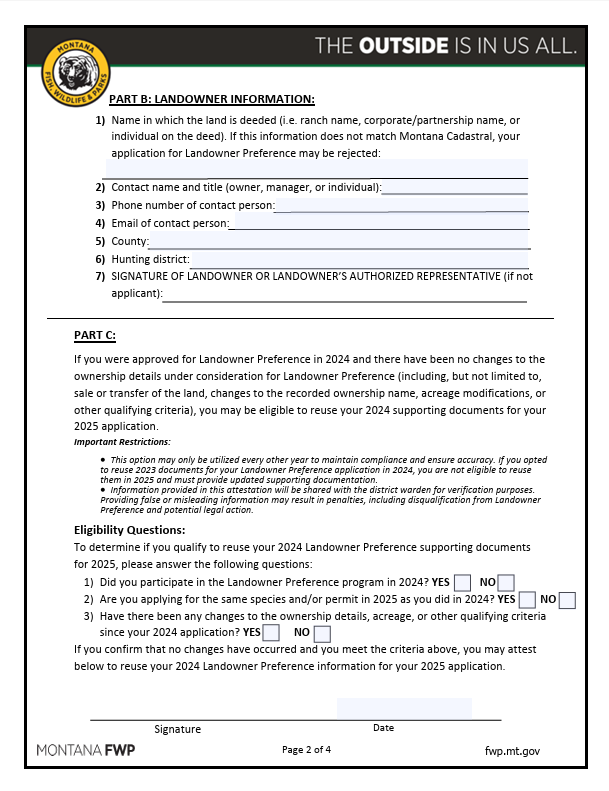 THE OUTSIDE IS IN US ALL.
MONTANA
FISH, WILDLIFE & PARKS
PART B: LANDOWNER INFORMATION:
1) Name in which the land is deeded (i.e. ranch name, corporate/partnership name, or
individual on the deed). If this information does not match Montana Cadastral, your
application for Landowner Preference may be rejected:
2) Contact name and title (owner, manager, or individual):
3) Phone number of contact person:
4) Email of contact person:
5) County:
6) Hunting district:
7) SIGNATURE OF LANDOWNER OR LANDOWNER'S AUTHORIZED REPRESENTATIVE (if not
applicant):
PART C:
If you were approved for Landowner Preference in 2024 and there have been no changes to the
ownership details under consideration for Landowner Preference (including, but not limited to,
sale or transfer of the land, changes to the recorded ownership name, acreage modifications, or
other qualifying criteria), you may be eligible to reuse your 2024 supporting documents for your
2025 application.
Important Restrictions:
• This option may only be utilized every other year to maintain compliance and ensure accuracy. If you opted
to reuse 2023 documents for your Landowner Preference application in 2024, you are not eligible to reuse
them in 2025 and must provide updated supporting documentation.
• Information provided in this attestation will be shared with the district warden for verification purposes.
Providing false or misleading information may result in penalties, including disqualification from Landowner
Preference and potential legal action.
Eligibility Questions:
To determine if you qualify to reuse your 2024 Landowner Preference supporting documents
for 2025, please answer the following questions:
1) Did you participate in the Landowner Preference program in 2024? YES NO
2) Are you applying for the same species and/or permit in 2025 as you did in 2024? YES NO
3) Have there been any changes to the ownership details, acreage, or other qualifying criteria
since your 2024 application? YES NO
If you confirm that no changes have occurred and you meet the criteria above, you may attest
below to reuse your 2024 Landowner Preference information for your 2025 application.
Signature Date
MONTANA FWP Page 2 of 4 fwp.mt.gov